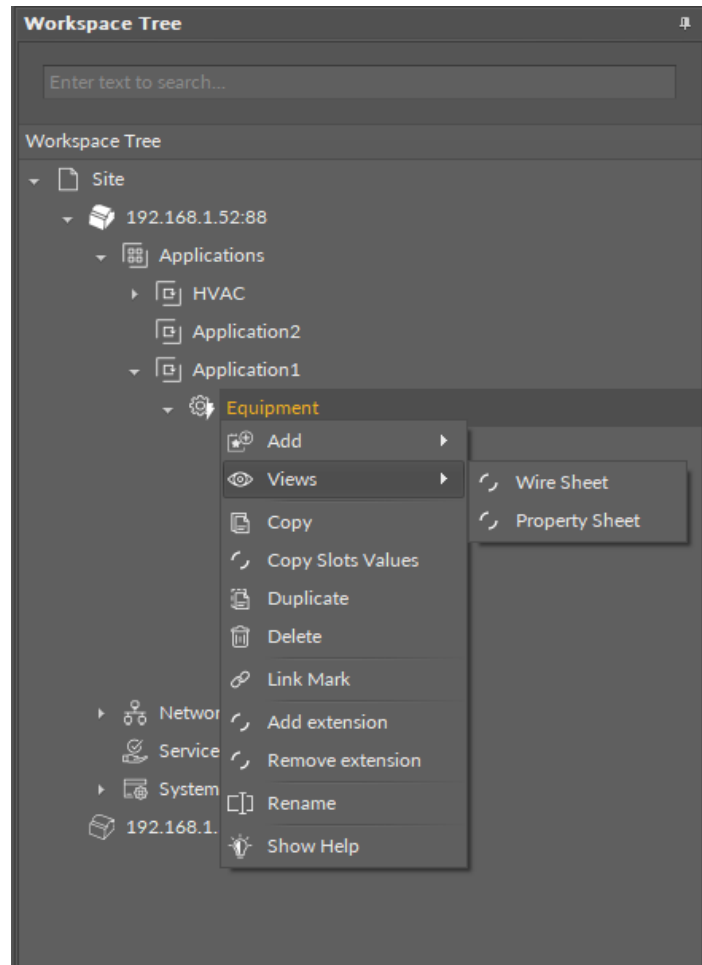 Workspace Tree
Enter text to search...
Workspace Tree
Site
192.168.1.52:88
Applications
HVAC
Application2
Application1
Equipment
Add
Views
Wire Sheet
Property Sheet
Copy
Copy Slots Values
Duplicate
Delete
Link Mark
Networ
Add extension
Service
Remove extension
System
Rename
192.168.1.
Show Help